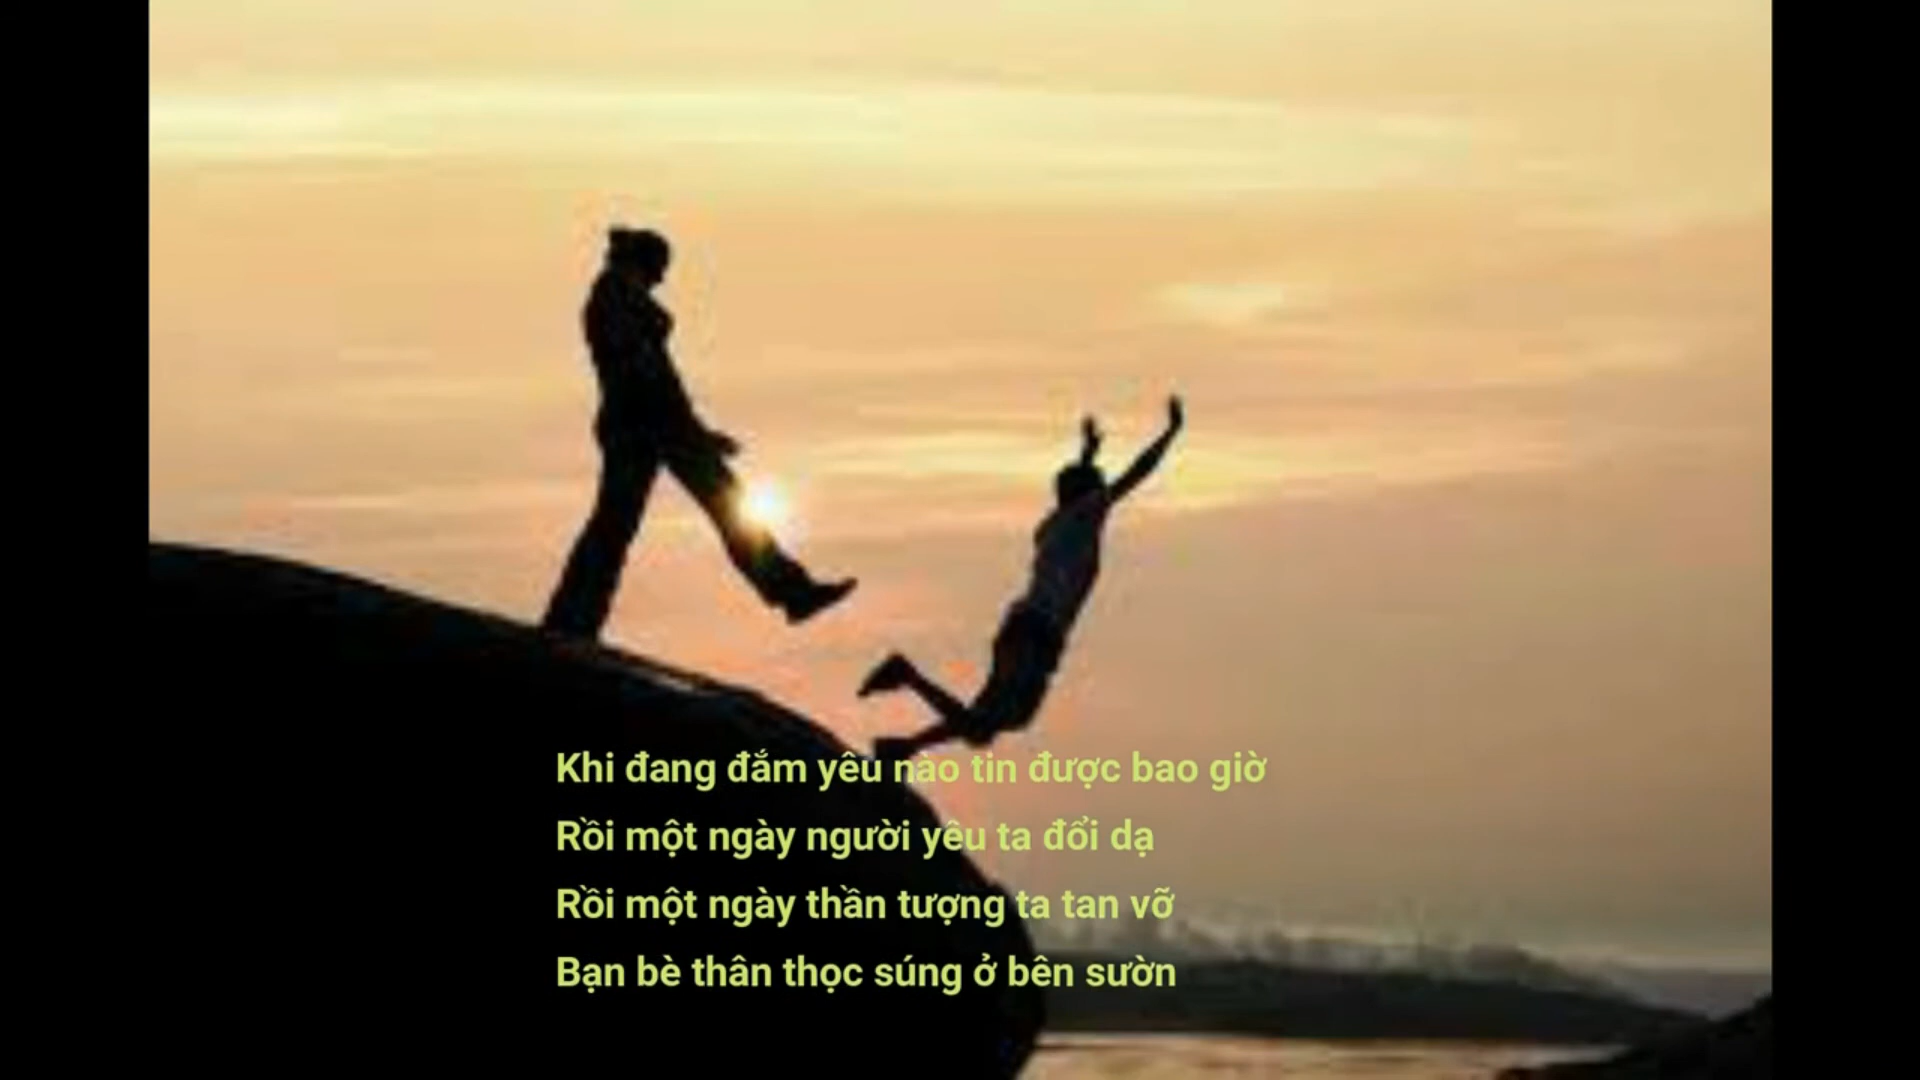 Khi đang đắm yêu nào tin được bao giờ
Rồi một ngày người yêu ta đổi dạ
Rồi một ngày thần tượng ta tan vỡ
Bạn bè thân thọc súng ở bên sườn